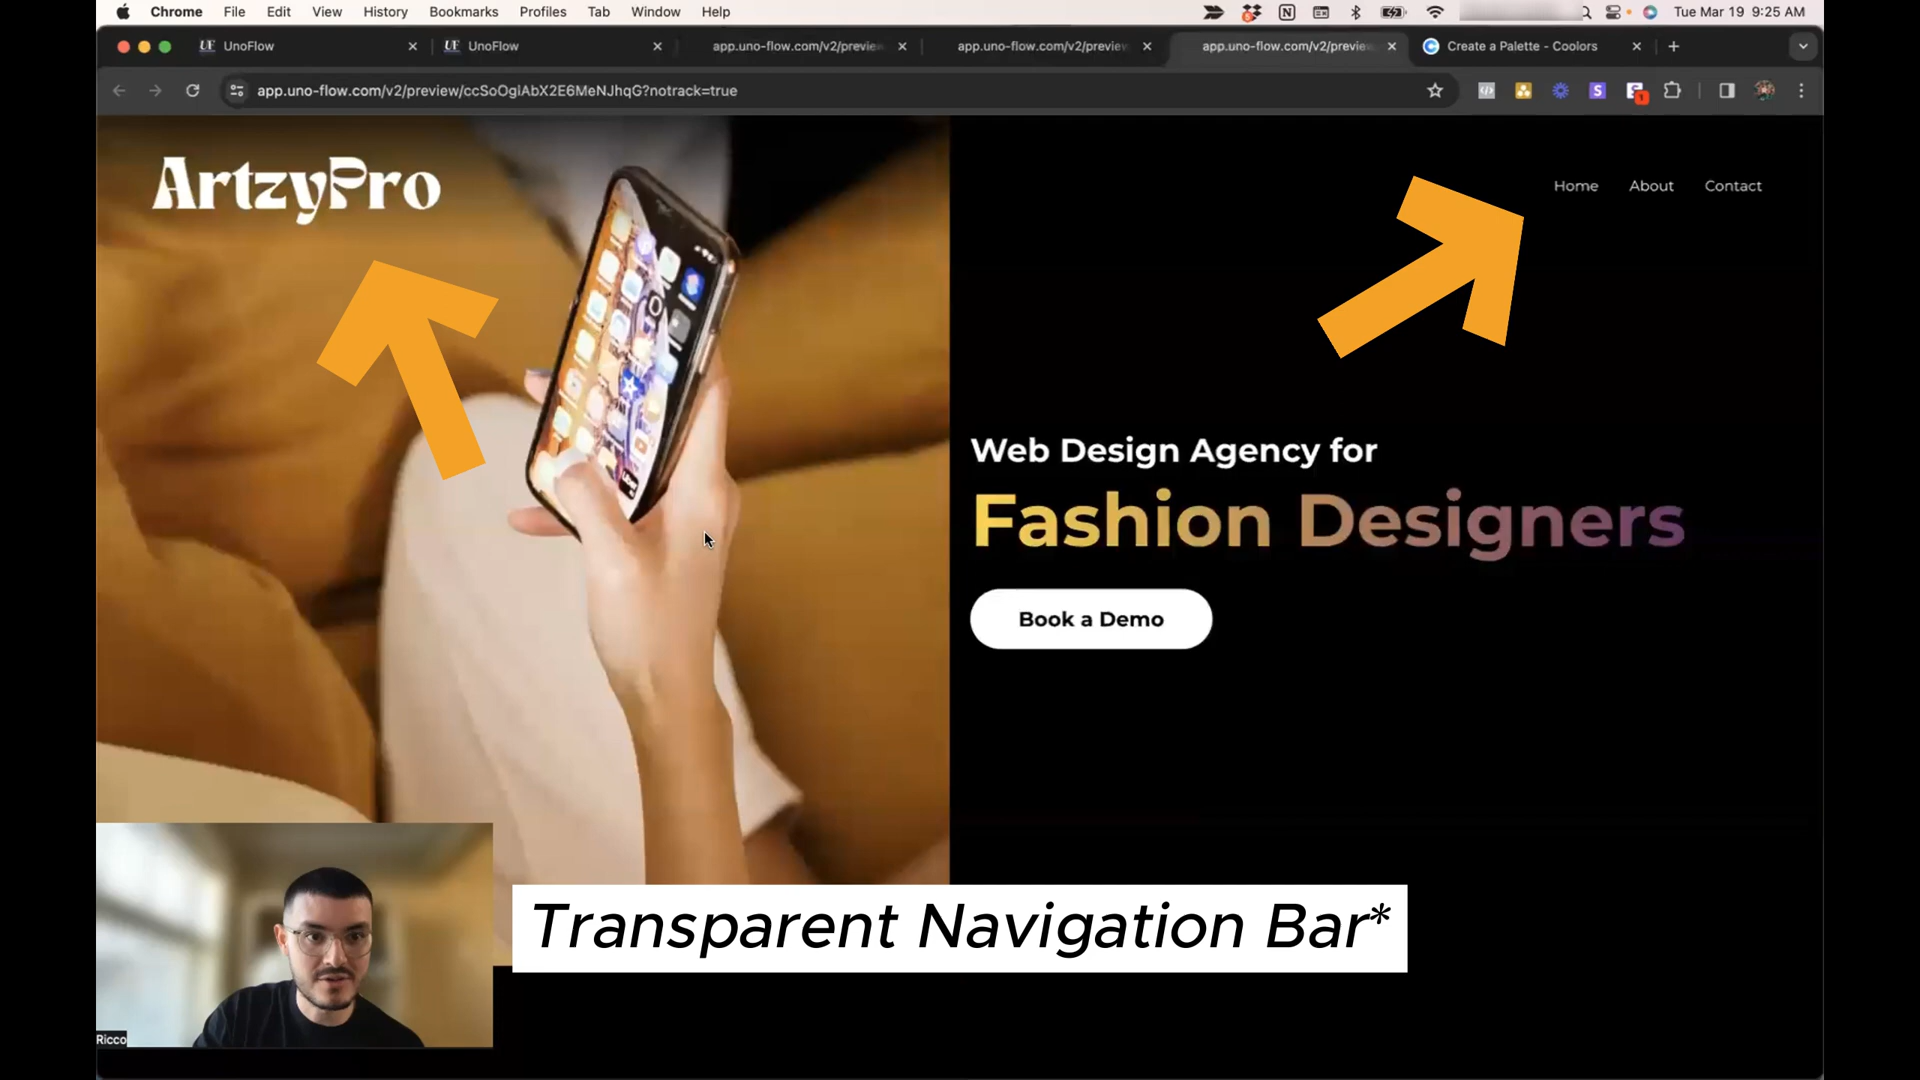 Chrome File Edit View History Bookmarks Profiles Tab Window Help
Tue Mar 19 9:25 AM
UF UnoFlow
UF UnoFlow
app.uno-flow.com/v2/previe
app.uno-flow.com/v2/preview
app.uno-flow.com/v2/previe
Create a Palette - Coolors
app.uno-flow.com/v2/preview/ccSoOgiAbX2E6MeNJhqG?notrack=true
ArtzyPro
Home About Contact
Web Design Agency for
Fashion Designers
Book a Demo
Transparent Navigation Bar*
Ricco